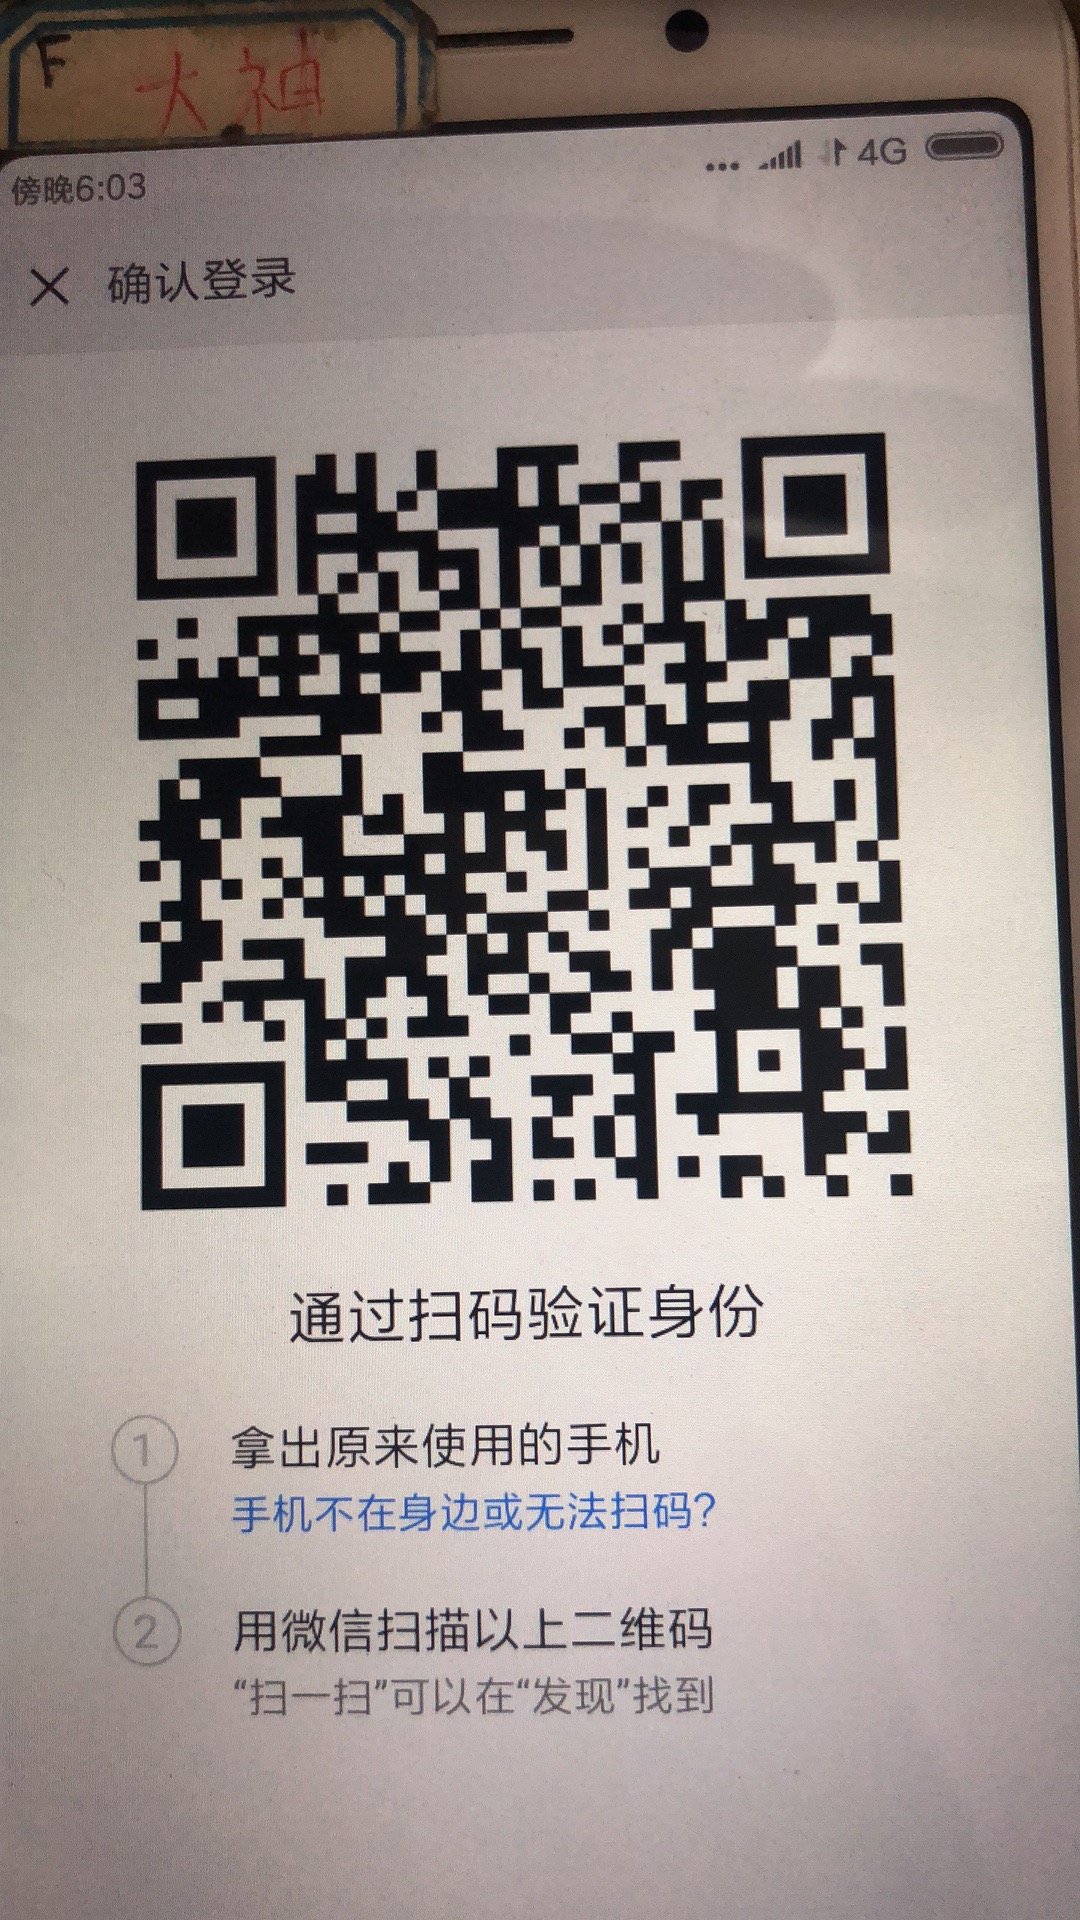 F
大神
傍晚6:03
... 4G
× 确认登录
通过扫码验证身份
1 拿出原来使用的手机
手机不在身边或无法扫码?
2 用微信扫描以上二维码
“扫一扫”可以在“发现”找到